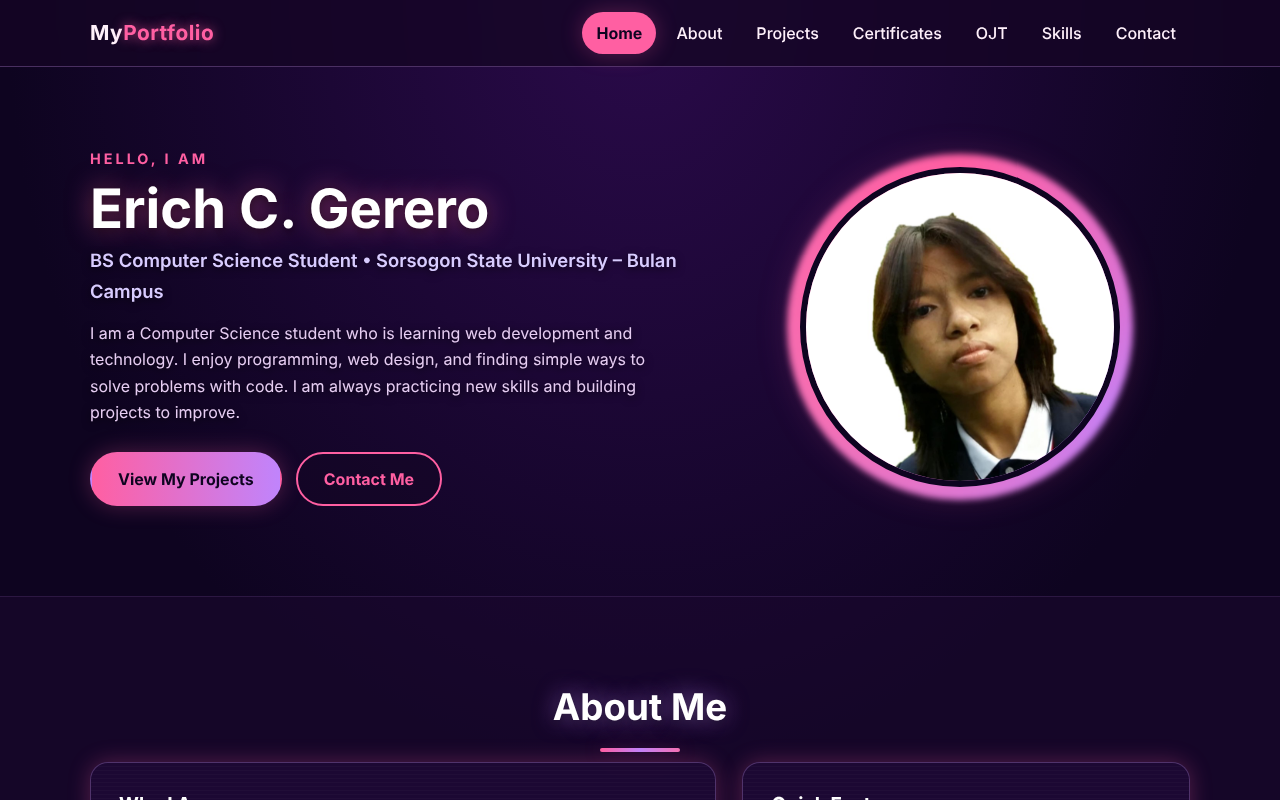 MyPortfolio
Home About Projects Certificates OJT Skills Contact
HELLO, I AM
Erich C. Gerero
BS Computer Science Student • Sorsogon State University – Bulan
Campus
I am a Computer Science student who is learning web development and
technology. I enjoy programming, web design, and finding simple ways to
solve problems with code. I am always practicing new skills and building
projects to improve.
View My Projects
Contact Me
About Me